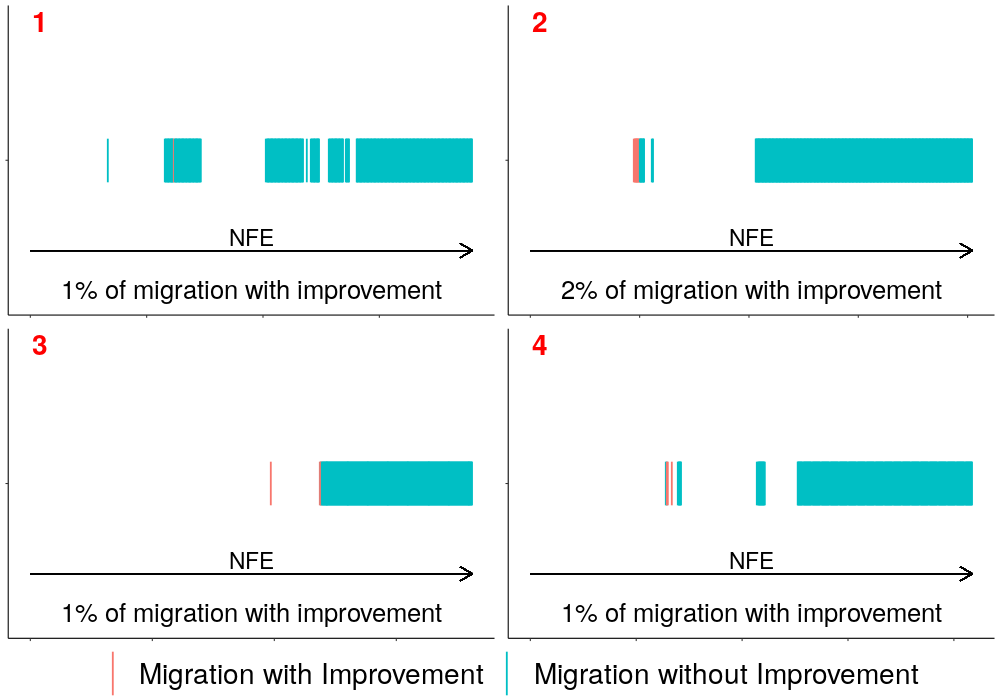 1
NFE
1% of migration with improvement
2
NFE
2% of migration with improvement
3
NFE
1% of migration with improvement
4
NFE
1% of migration with improvement
Migration with Improvement
Migration without Improvement